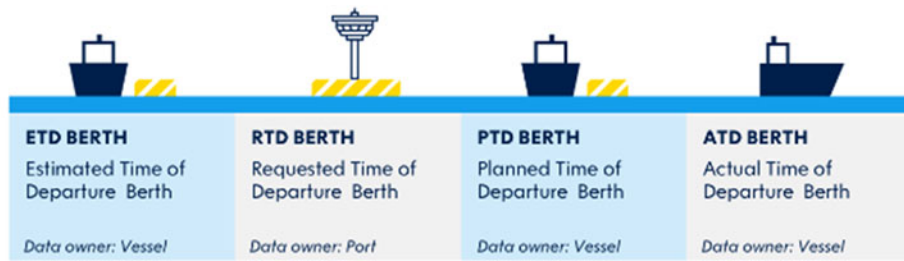 ETD BERTH
Estimated Time of
Departure Berth
Data owner: Vessel
RTD BERTH
Requested Time of
Departure Berth
Data owner: Port
PTD BERTH
Planned Time of
Departure Berth
Data owner: Vessel
ATD BERTH
Actual Time of
Departure Berth
Data owner: Vessel